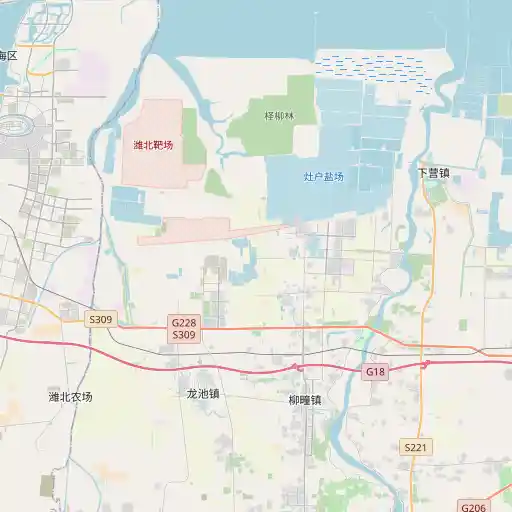 海区
柽柳林
潍北靶场
灶户盐场
下营镇
S309
G228
S309
G18
龙池镇
潍北农场
柳疃镇
S221
G206